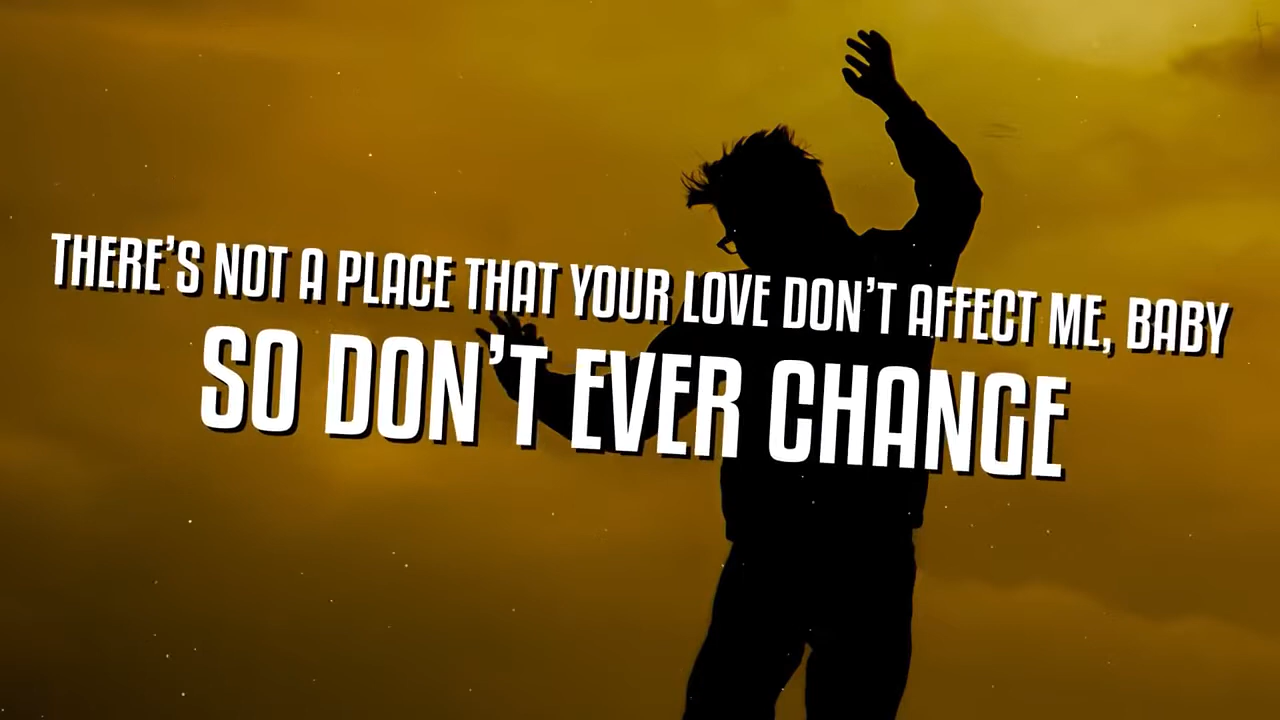 THERE'S NOT A PLACE THAT YOUR LOVE DON'T AFFECT ME, BABY
SO DON'T EVER CHANGE